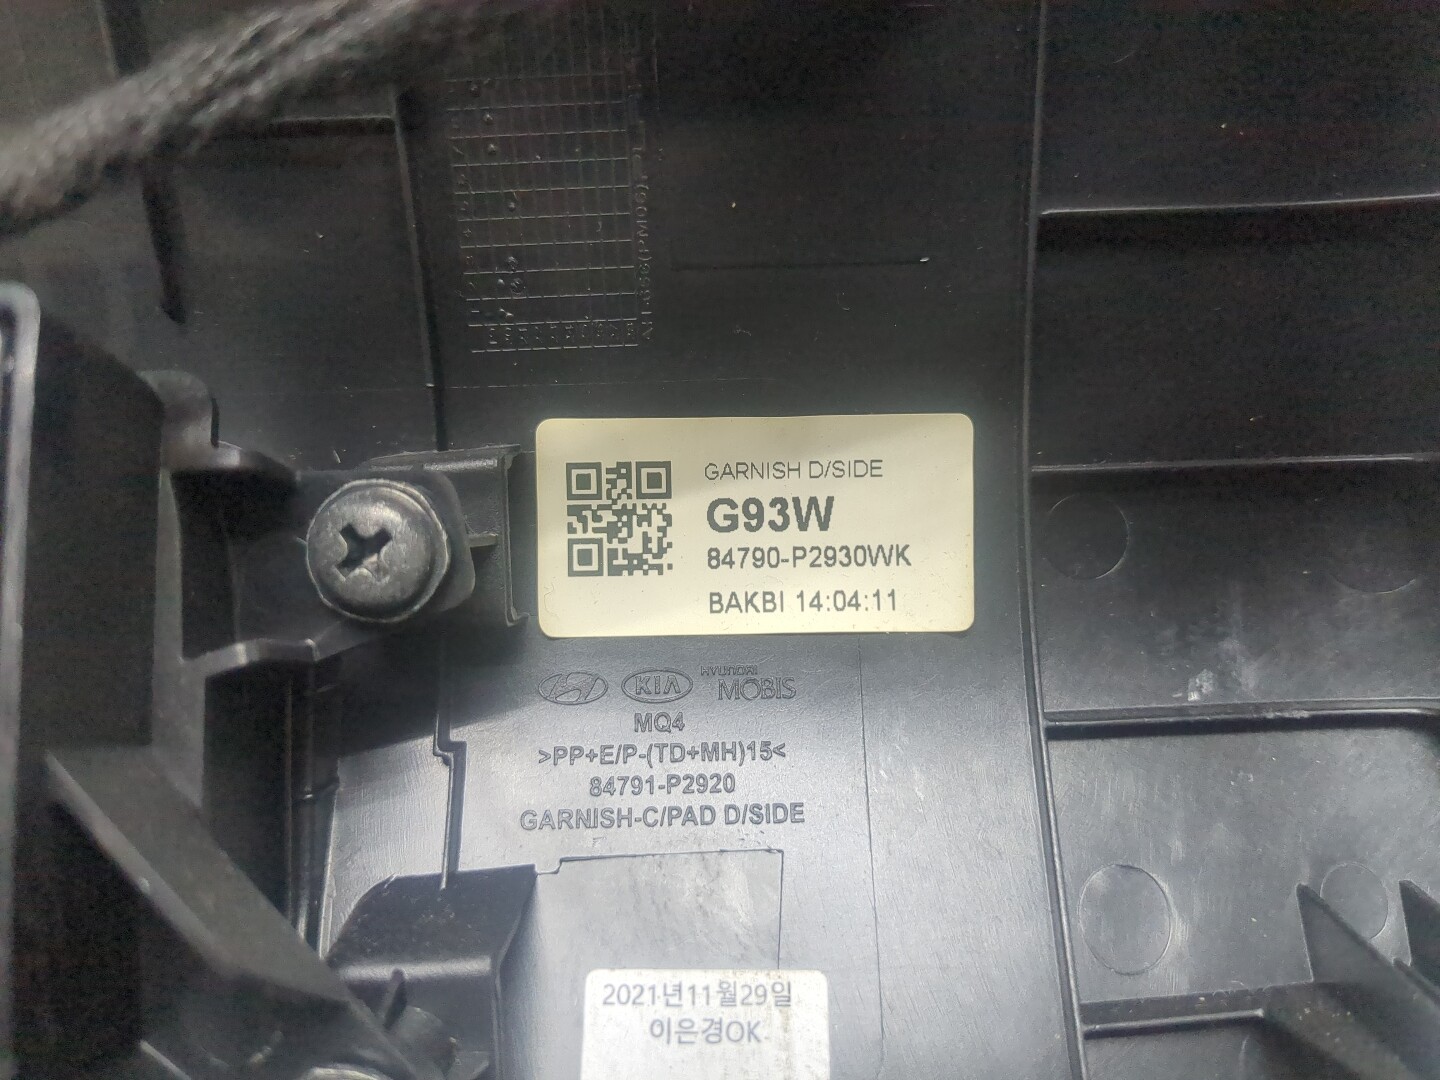 GARNISH D/SIDE
G93W
84790-P2930WK
BAKBI 14:04:11
KIA
HYUNDAI
MOBIS
MQ4
>PP+E/P-(TD+MH)15<
84791-P2920
GARNISH-C/PAD D/SIDE
2021년11월29일
이은경OK